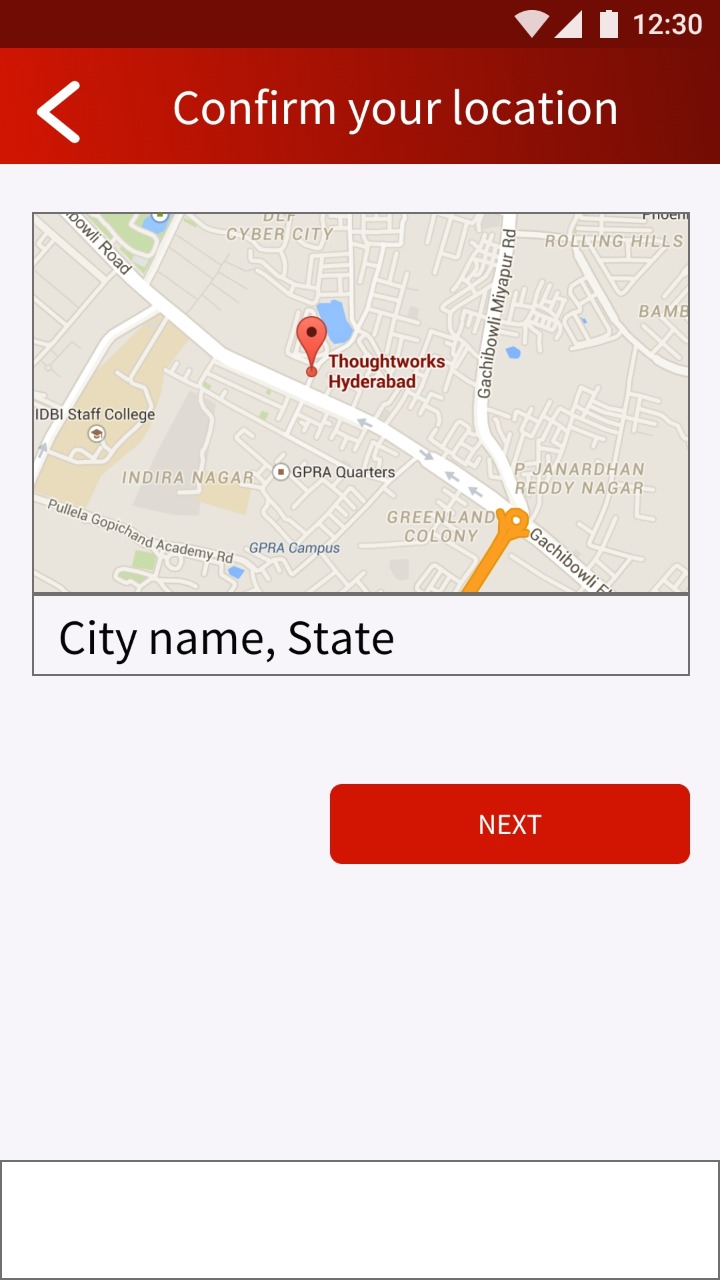 12:30
Confirm your location
DLF
CYBER CITY
ROLLING HILLS
bowli Road
Gachibowli Miyapur Rd
BAMB
Thoughtworks
Hyderabad
IDBI Staff College
INDIRA NAGAR
GPRA Quarters
P JANARDHAN
REDDY NAGAR
Pullela Gopichand Academy Rd
GPRA Campus
GREENLAND
COLONY
Gachibowli
City name, State
NEXT